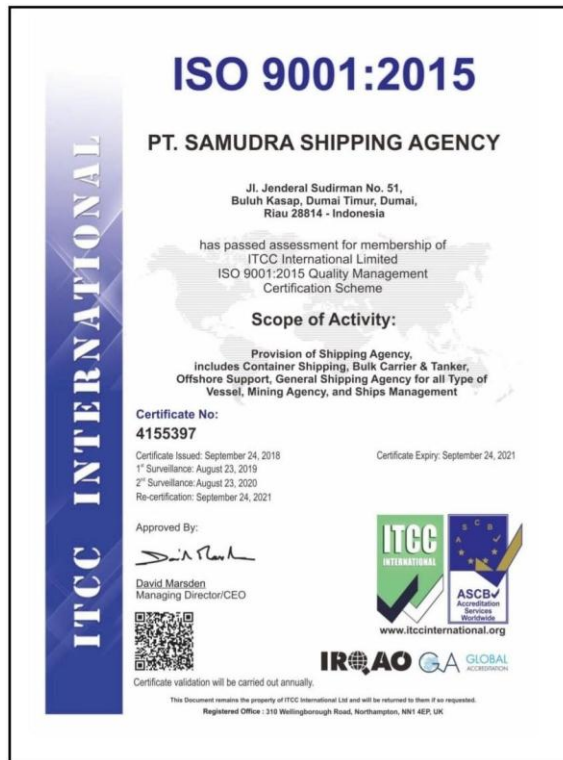 ISO 9001:2015
ITCC INTERNATIONAL
PT. SAMUDRA SHIPPING AGENCY
Jl. Jenderal Sudirman No. 51,
Buluh Kasap, Dumai Timur, Dumai,
Riau 28814 - Indonesia
has passed assessment for membership of
ITCC International Limited
ISO 9001:2015 Quality Management
Certification Scheme
Scope of Activity:
Provision of Shipping Agency,
includes Container Shipping, Bulk Carrier & Tanker,
Offshore Support, General Shipping Agency for all Type of
Vessel, Mining Agency, and Ships Management
Certificate No:
4155397
Certificate Issued: September 24, 2018
Certificate Expiry: September 24, 2021
1st Surveillance: August 23, 2019
2nd Surveillance: August 23, 2020
Re-certification: September 24, 2021
Approved By:
David Marsden
Managing Director/CEO
ITCC
INTERNATIONAL
ASCB
ASCB
Accreditation
Services
Worldwide
www.itccinternational.org
IRQAO
GA GLOBAL
ACCREDITATION
Certificate validation will be carried out annually.
This Document remains the property of ITCC International Ltd and will be returned to them if so requested.
Registered Office : 310 Wellingborough Road, Northampton, NN1 4EP, UK